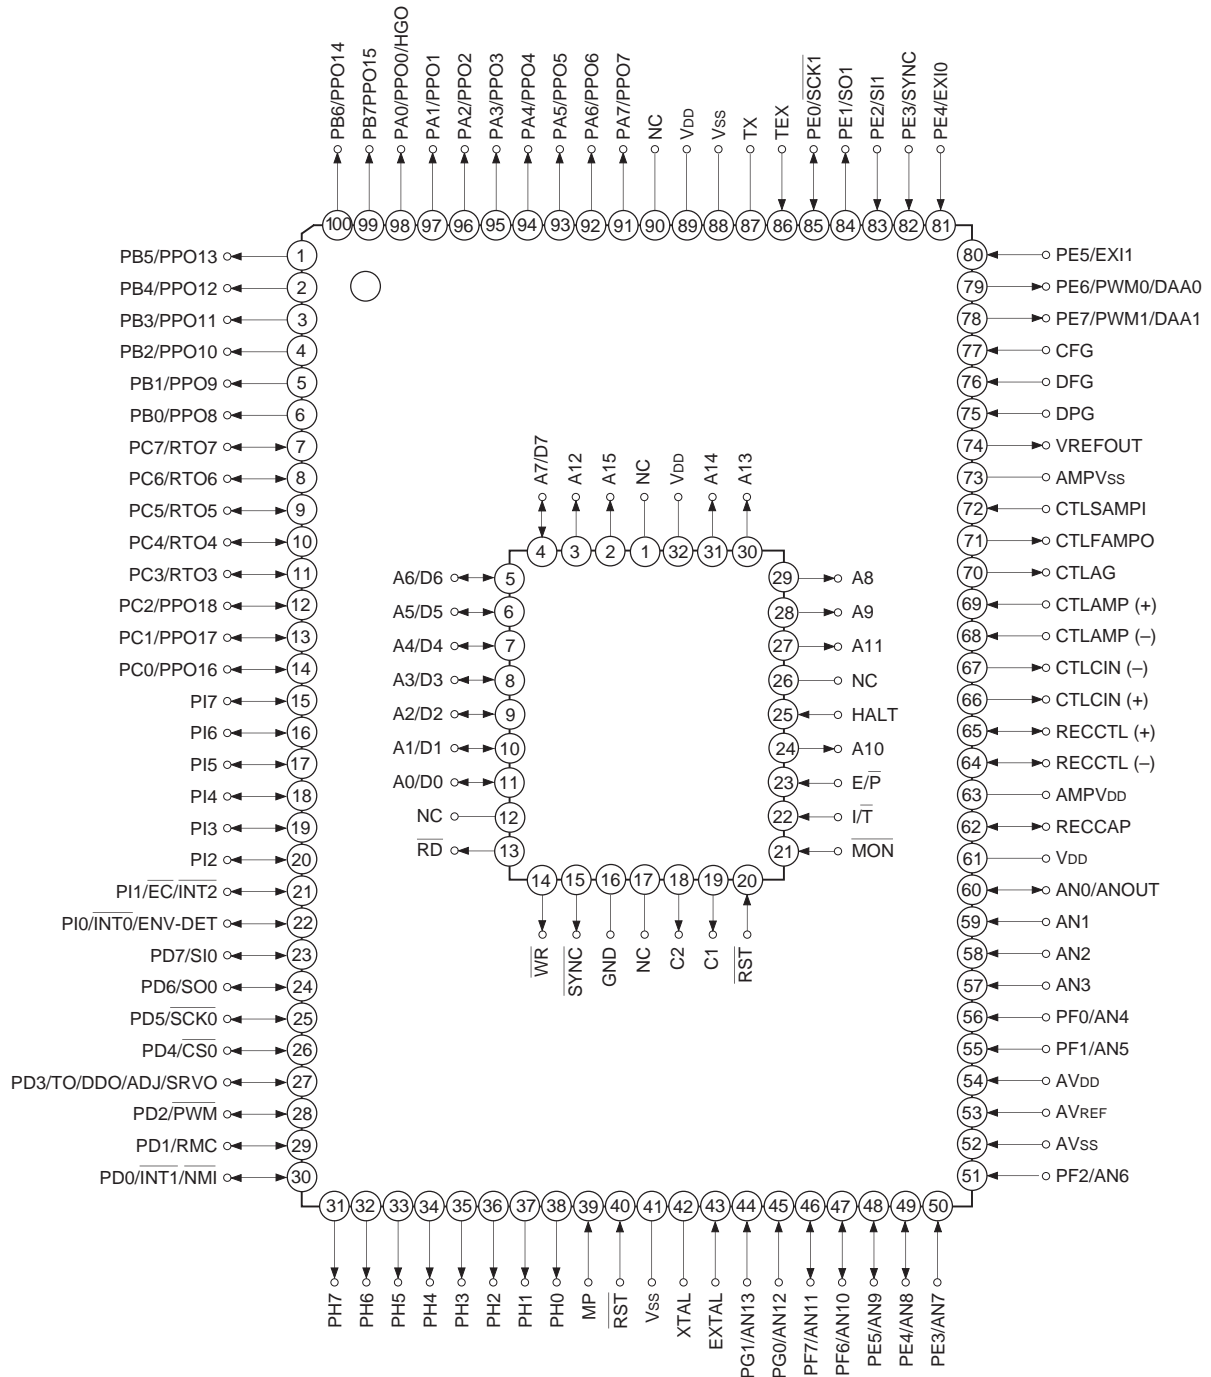 PB6/PPO14
PB7PPO15
PA0/PPO0/HGO
PA1/PPO1
PA2/PPO2
PA3/PPO3
PA4/PPO4
PA5/PPO5
PA6/PPO6
PA7/PPO7
NC
VDD
VSS
TX
TEX
PE0/S̅C̅K̅1̅
PE1/SO1
PE2/SI1
PE3/SYNC
PE4/EXI0
100 99 98 97 96 95 94 93 92 91 90 89 88 87 86 85 84 83 82 81
PB5/PPO13 1
PB4/PPO12 2
PB3/PPO11 3
PB2/PPO10 4
PB1/PPO9 5
PB0/PPO8 6
PC7/RTO7 7
PC6/RTO6 8
PC5/RTO5 9
PC4/RTO4 10
PC3/RTO3 11
PC2/PPO18 12
PC1/PPO17 13
PC0/PPO16 14
PI7 15
PI6 16
PI5 17
PI4 18
PI3 19
PI2 20
PI1/E̅C̅/I̅N̅T̅2̅ 21
PI0/I̅N̅T̅0̅/ENV-DET 22
PD7/SI0 23
PD6/SO0 24
PD5/S̅C̅K̅0̅ 25
PD4/C̅S̅0̅ 26
PD3/TO/DDO/ADJ/SRVO 27
PD2/P̅W̅M̅ 28
PD1/RMC 29
PD0/I̅N̅T̅1̅/N̅M̅I̅ 30
A7/D7
A12
A15
NC
VDD
A14
A13
4 3 2 1 32 31 30
A6/D6 5
A5/D5 6
A4/D4 7
A3/D3 8
A2/D2 9
A1/D1 10
A0/D0 11
NC 12
R̅D̅ 13
29 A8
28 A9
27 A11
26 NC
25 HALT
24 A10
23 E/P̅
22 I/T̅
21 M̅O̅N̅
14 15 16 17 18 19 20
W̅R̅
S̅Y̅N̅C̅
GND
NC
C2
C1
R̅S̅T̅
80 PE5/EXI1
79 PE6/PWM0/DAA0
78 PE7/PWM1/DAA1
77 CFG
76 DFG
75 DPG
74 VREFOUT
73 AMPVSS
72 CTLSAMPI
71 CTLFAMPO
70 CTLAG
69 CTLAMP (+)
68 CTLAMP (–)
67 CTLCIN (–)
66 CTLCIN (+)
65 RECCTL (+)
64 RECCTL (–)
63 AMPVDD
62 RECCAP
61 VDD
60 AN0/ANOUT
59 AN1
58 AN2
57 AN3
56 PF0/AN4
55 PF1/AN5
54 AVDD
53 AVREF
52 AVSS
51 PF2/AN6
31 32 33 34 35 36 37 38 39 40 41 42 43 44 45 46 47 48 49 50
PH7
PH6
PH5
PH4
PH3
PH2
PH1
PH0
MP
R̅S̅T̅
VSS
XTAL
EXTAL
PG1/AN13
PG0/AN12
PF7/AN11
PF6/AN10
PE5/AN9
PE4/AN8
PE3/AN7